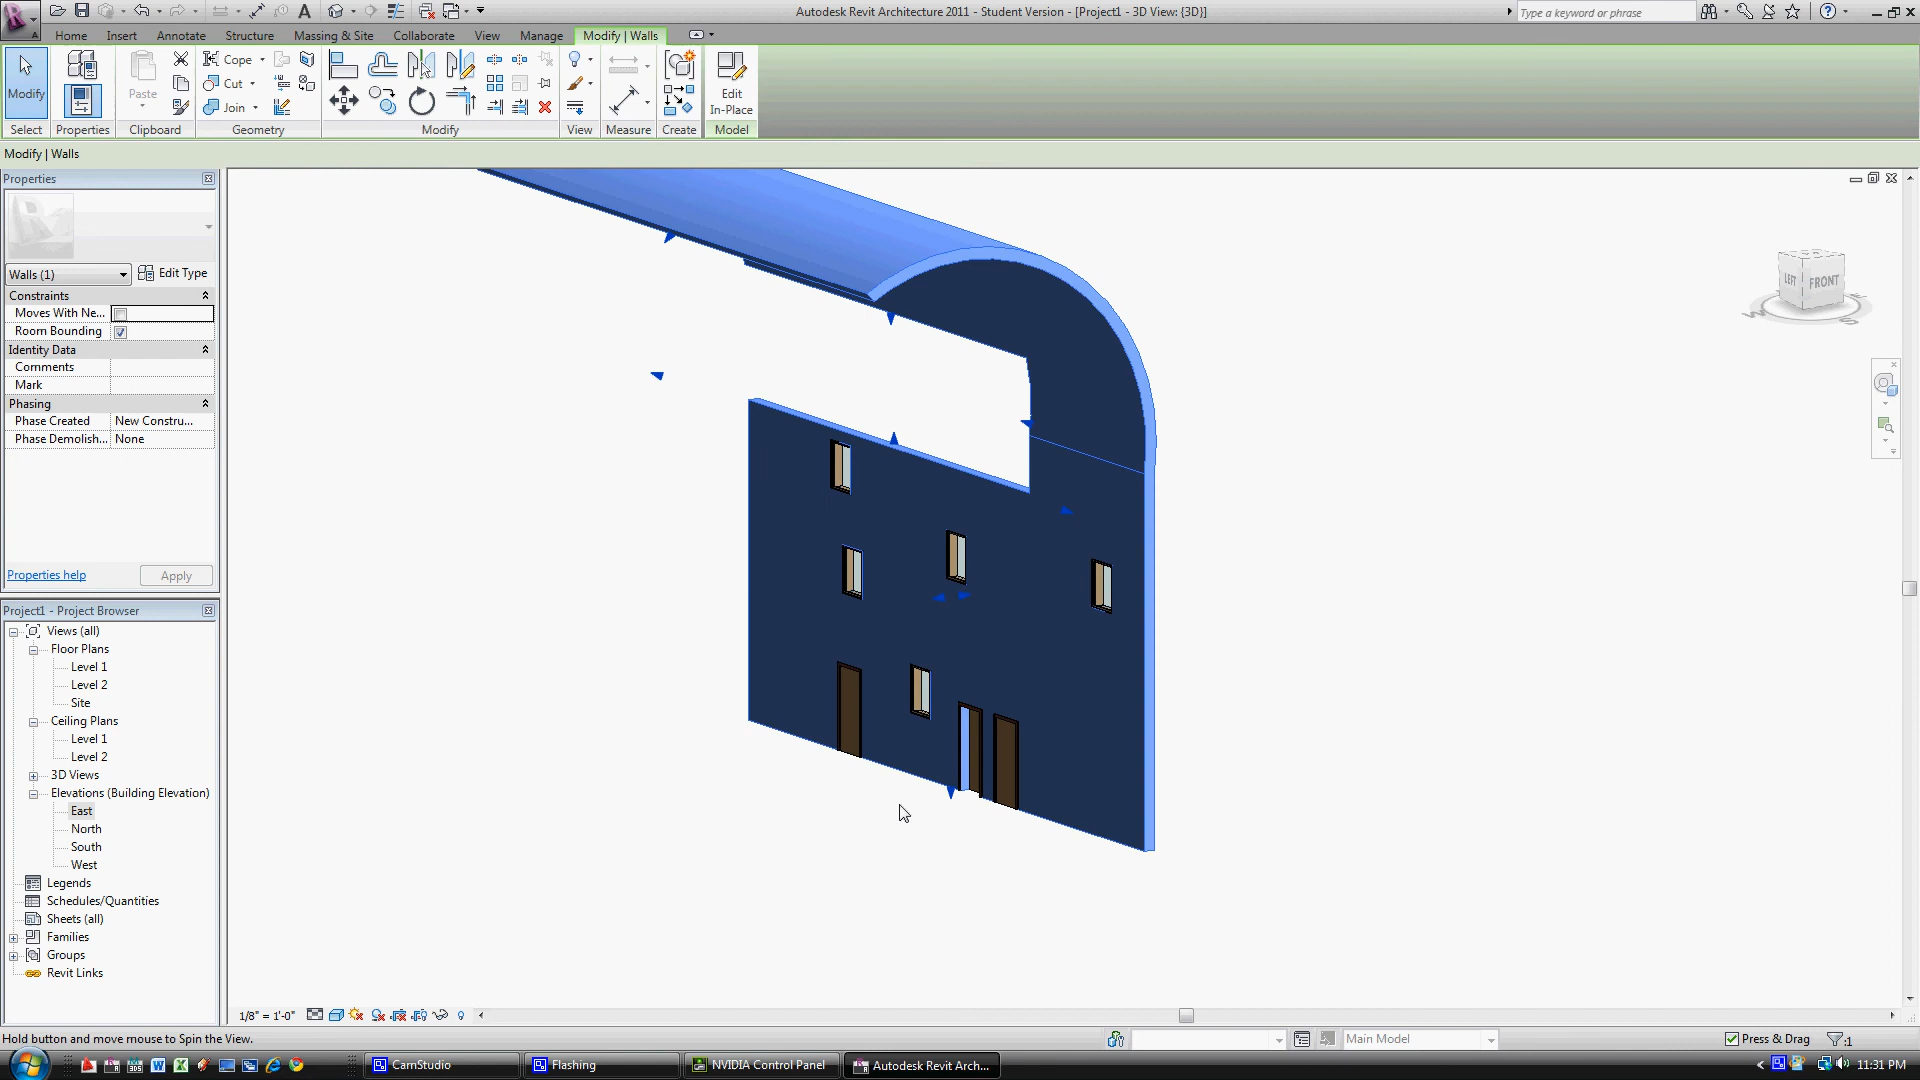 Autodesk Revit Architecture 2011 - Student Version - [Project1 - 3D View: {3D}]
Type a keyword or phrase
Home Insert Annotate Structure Massing & Site Collaborate View Manage Modify | Walls
Modify
Paste
Cope
Cut
Join
Edit
In-Place
Select Properties Clipboard Geometry Modify View Measure Create Model
Modify | Walls
Properties
Walls (1) Edit Type
Constraints
Moves With Ne...
Room Bounding
Identity Data
Comments
Mark
Phasing
Phase Created New Constru...
Phase Demolish... None
Properties help Apply
Project1 - Project Browser
Views (all)
Floor Plans
Level 1
Level 2
Site
Ceiling Plans
Level 1
Level 2
3D Views
Elevations (Building Elevation)
East
North
South
West
Legends
Schedules/Quantities
Sheets (all)
Families
Groups
Revit Links
LEFT FRONT
W S
1/8" = 1'-0"
Hold button and move mouse to Spin the View.
Main Model
Press & Drag
:1
CamStudio
Flashing
NVIDIA Control Panel
Autodesk Revit Arch...
11:31 PM